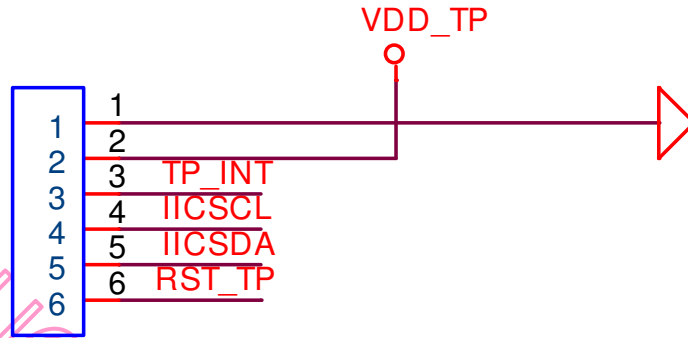 VDD_TP
1 1
2 2
3 3 TP_INT
4 4 IICSCL
5 5 IICSDA
6 6 RST_TP